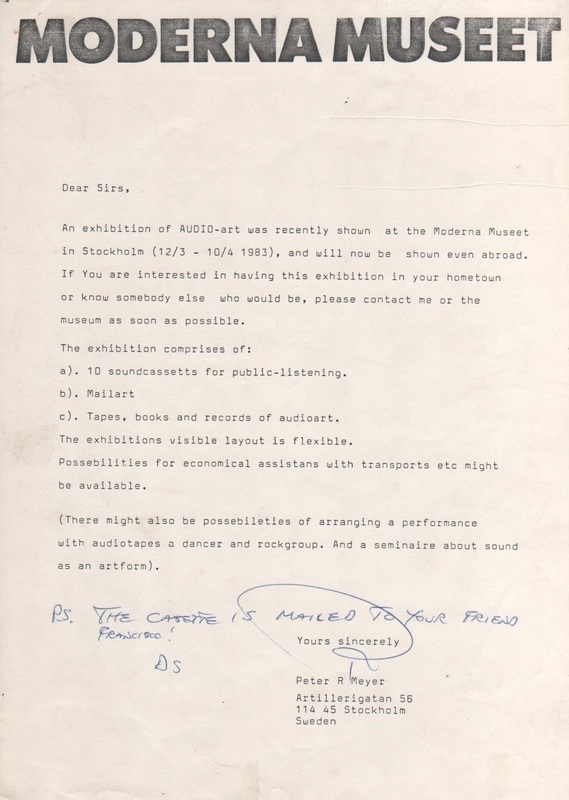 MODERNA MUSEET
Dear Sirs,
An exhibition of AUDIO-art was recently shown at the Moderna Museet
in Stockholm (12/3 - 10/4 1983), and will now be shown even abroad.
If You are interested in having this exhibition in your hometown
or know somebody else who would be, please contact me or the
museum as soon as possible.
The exhibition comprises of:
a). 10 soundcassetts for public-listening.
b). Mailart
c). Tapes, books and records of audioart.
The exhibitions visible layout is flexible.
Possebilities for economical assistans with transports etc might
be available.
(There might also be possebileties of arranging a performance
with audiotapes a dancer and rockgroup. And a seminaire about sound
as an artform).
PS. THE CASETTE IS MAILED TO YOUR FRIEND
FRANCISCO!
DS
Yours sincerely
Peter R Meyer
Artillerigatan 56
114 45 Stockholm
Sweden